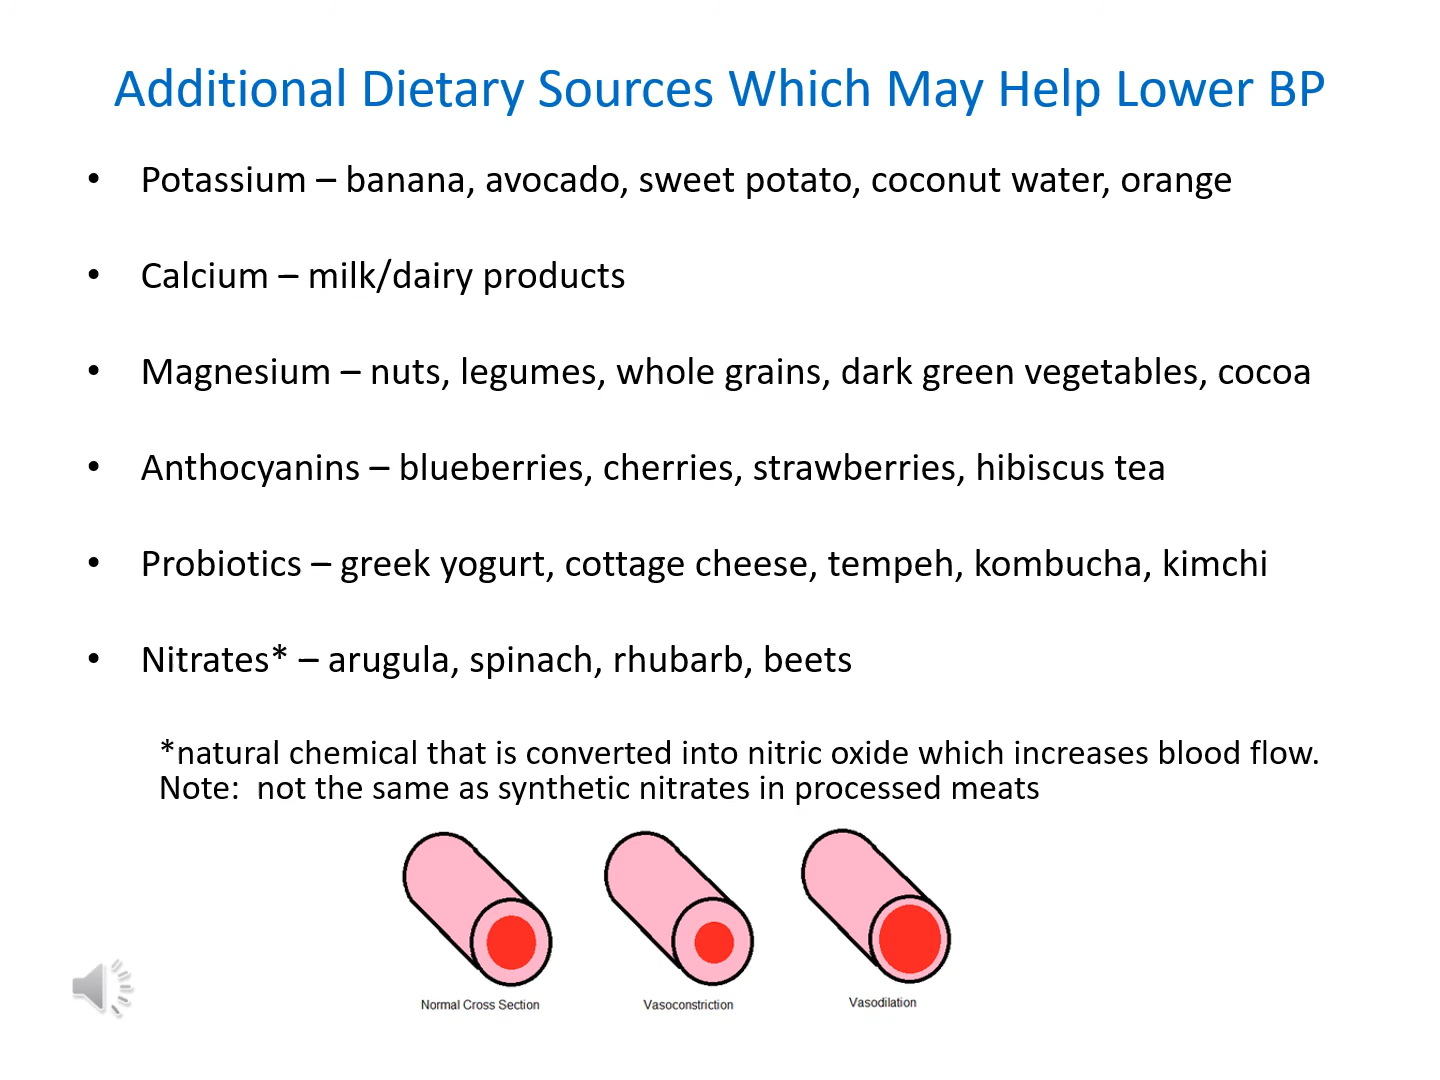 Additional Dietary Sources Which May Help Lower BP
• Potassium – banana, avocado, sweet potato, coconut water, orange
• Calcium – milk/dairy products
• Magnesium – nuts, legumes, whole grains, dark green vegetables, cocoa
• Anthocyanins – blueberries, cherries, strawberries, hibiscus tea
• Probiotics – greek yogurt, cottage cheese, tempeh, kombucha, kimchi
• Nitrates* – arugula, spinach, rhubarb, beets
*natural chemical that is converted into nitric oxide which increases blood flow.
Note:  not the same as synthetic nitrates in processed meats
Normal Cross Section
Vasoconstriction
Vasodilation